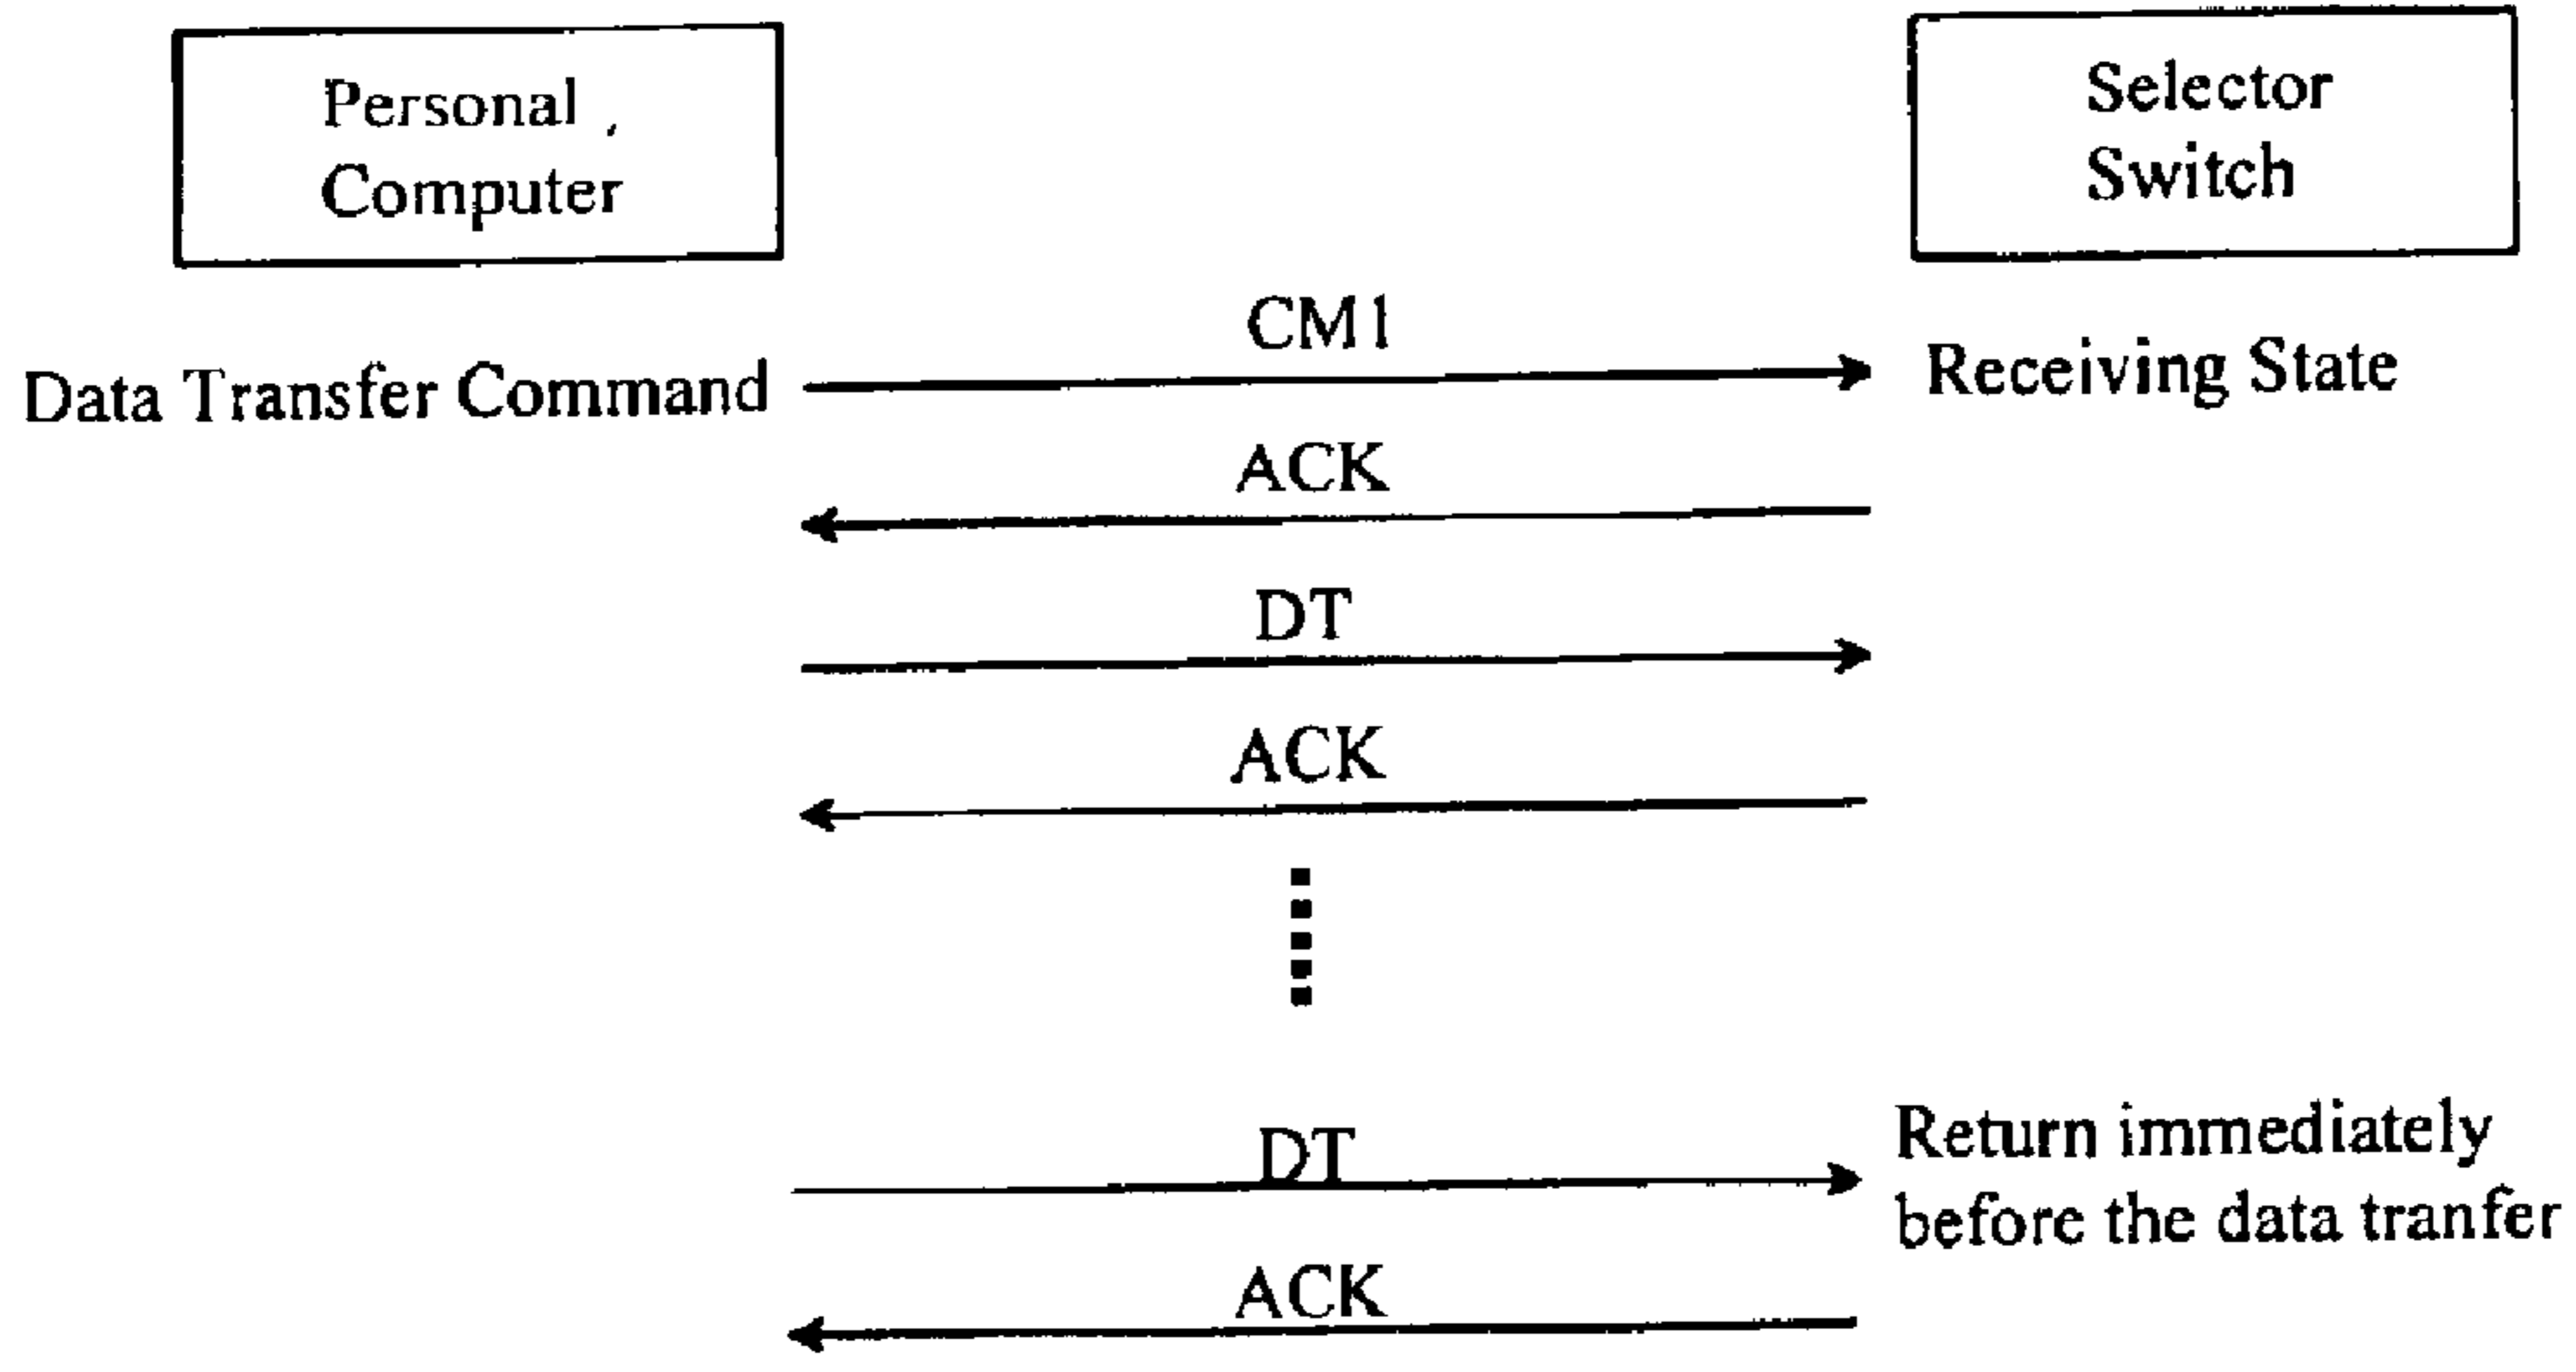 Personal
Computer
Selector
Switch
CM1
Data Transfer Command
Receiving State
ACK
DT
ACK
DT
Return immediately
before the data tranfer
ACK